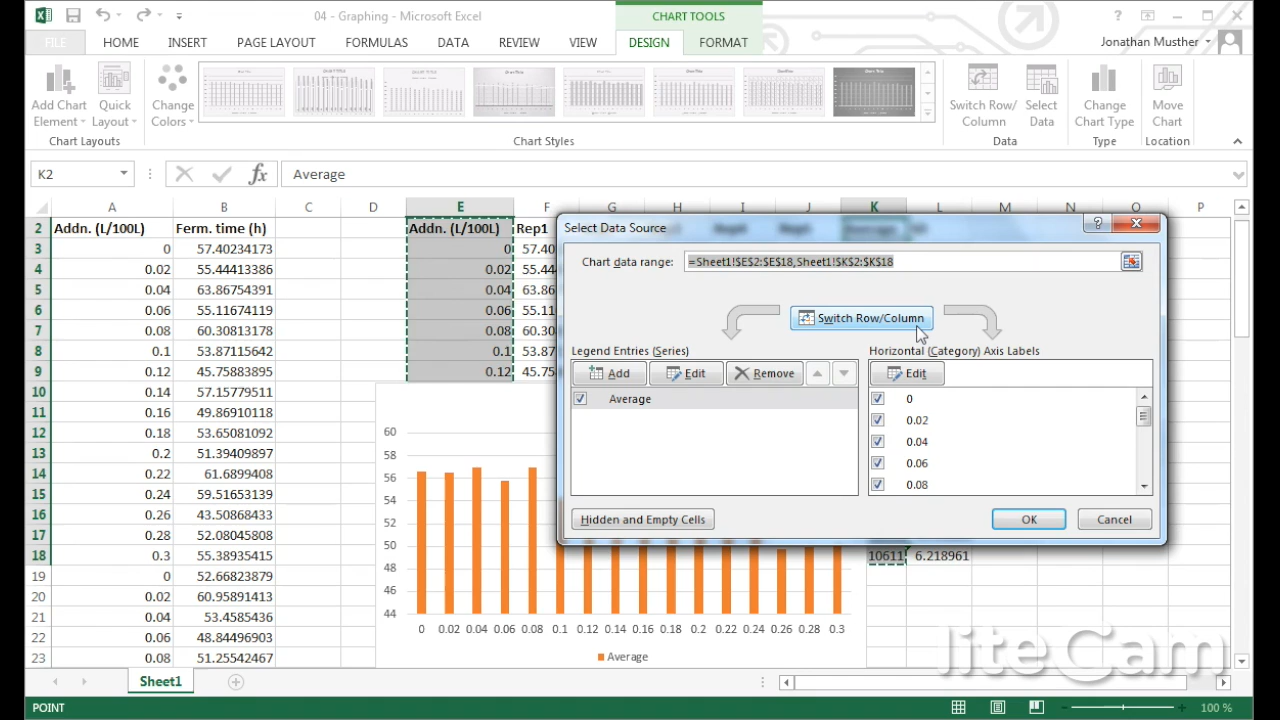 04 - Graphing - Microsoft Excel
CHART TOOLS
FILE HOME INSERT PAGE LAYOUT FORMULAS DATA REVIEW VIEW DESIGN FORMAT
Jonathan Musther
Add Chart Element
Quick Layout
Change Colors
Switch Row/Column
Select Data
Change Chart Type
Move Chart
Chart Layouts
Chart Styles
Data
Type
Location
K2
fx
Average
A B C D E F G H I J K L M N O P
2 Addn. (L/100L) Ferm. time (h) Addn. (L/100L) Rep1
3 0 57.40234173 0 57.40
4 0.02 55.44413386 0.02 55.44
5 0.04 63.86754391 0.04 63.86
6 0.06 55.11674119 0.06 55.11
7 0.08 60.30813178 0.08 60.30
8 0.1 53.87115642 0.1 53.87
9 0.12 45.75883895 0.12 45.75
10 0.14 57.15779511
11 0.16 49.86910118
12 0.18 53.65081092
13 0.2 51.39409897
14 0.22 61.6899408
15 0.24 59.51653139
16 0.26 43.50868433
17 0.28 52.08045808
18 0.3 55.38935415 10611 6.218961
19 0 52.66823879
20 0.02 60.95891413
21 0.04 53.4585436
22 0.06 48.84496903
23 0.08 51.25542467
Select Data Source
Chart data range: =Sheet1!$E$2:$E$18,Sheet1!$K$2:$K$18
Switch Row/Column
Legend Entries (Series)
Horizontal (Category) Axis Labels
Add Edit Remove
Edit
Average
0
0.02
0.04
0.06
0.08
Hidden and Empty Cells
OK
Cancel
60
58
56
54
52
50
48
46
44
0 0.02 0.04 0.06 0.08 0.1 0.12 0.14 0.16 0.18 0.2 0.22 0.24 0.26 0.28 0.3
Average
liteCam
Sheet1
POINT
100 %